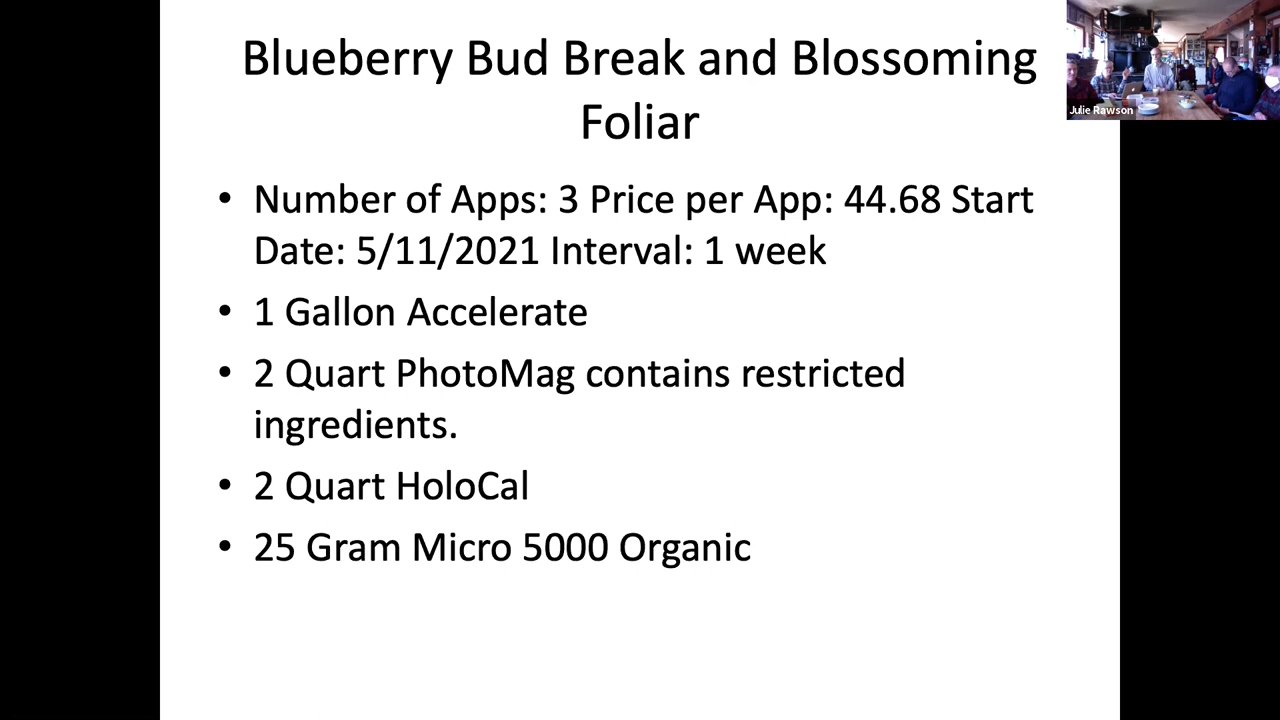 Blueberry Bud Break and Blossoming
Foliar
• Number of Apps: 3 Price per App: 44.68 Start
Date: 5/11/2021 Interval: 1 week
• 1 Gallon Accelerate
• 2 Quart PhotoMag contains restricted
ingredients.
• 2 Quart HoloCal
• 25 Gram Micro 5000 Organic
Julie Rawson